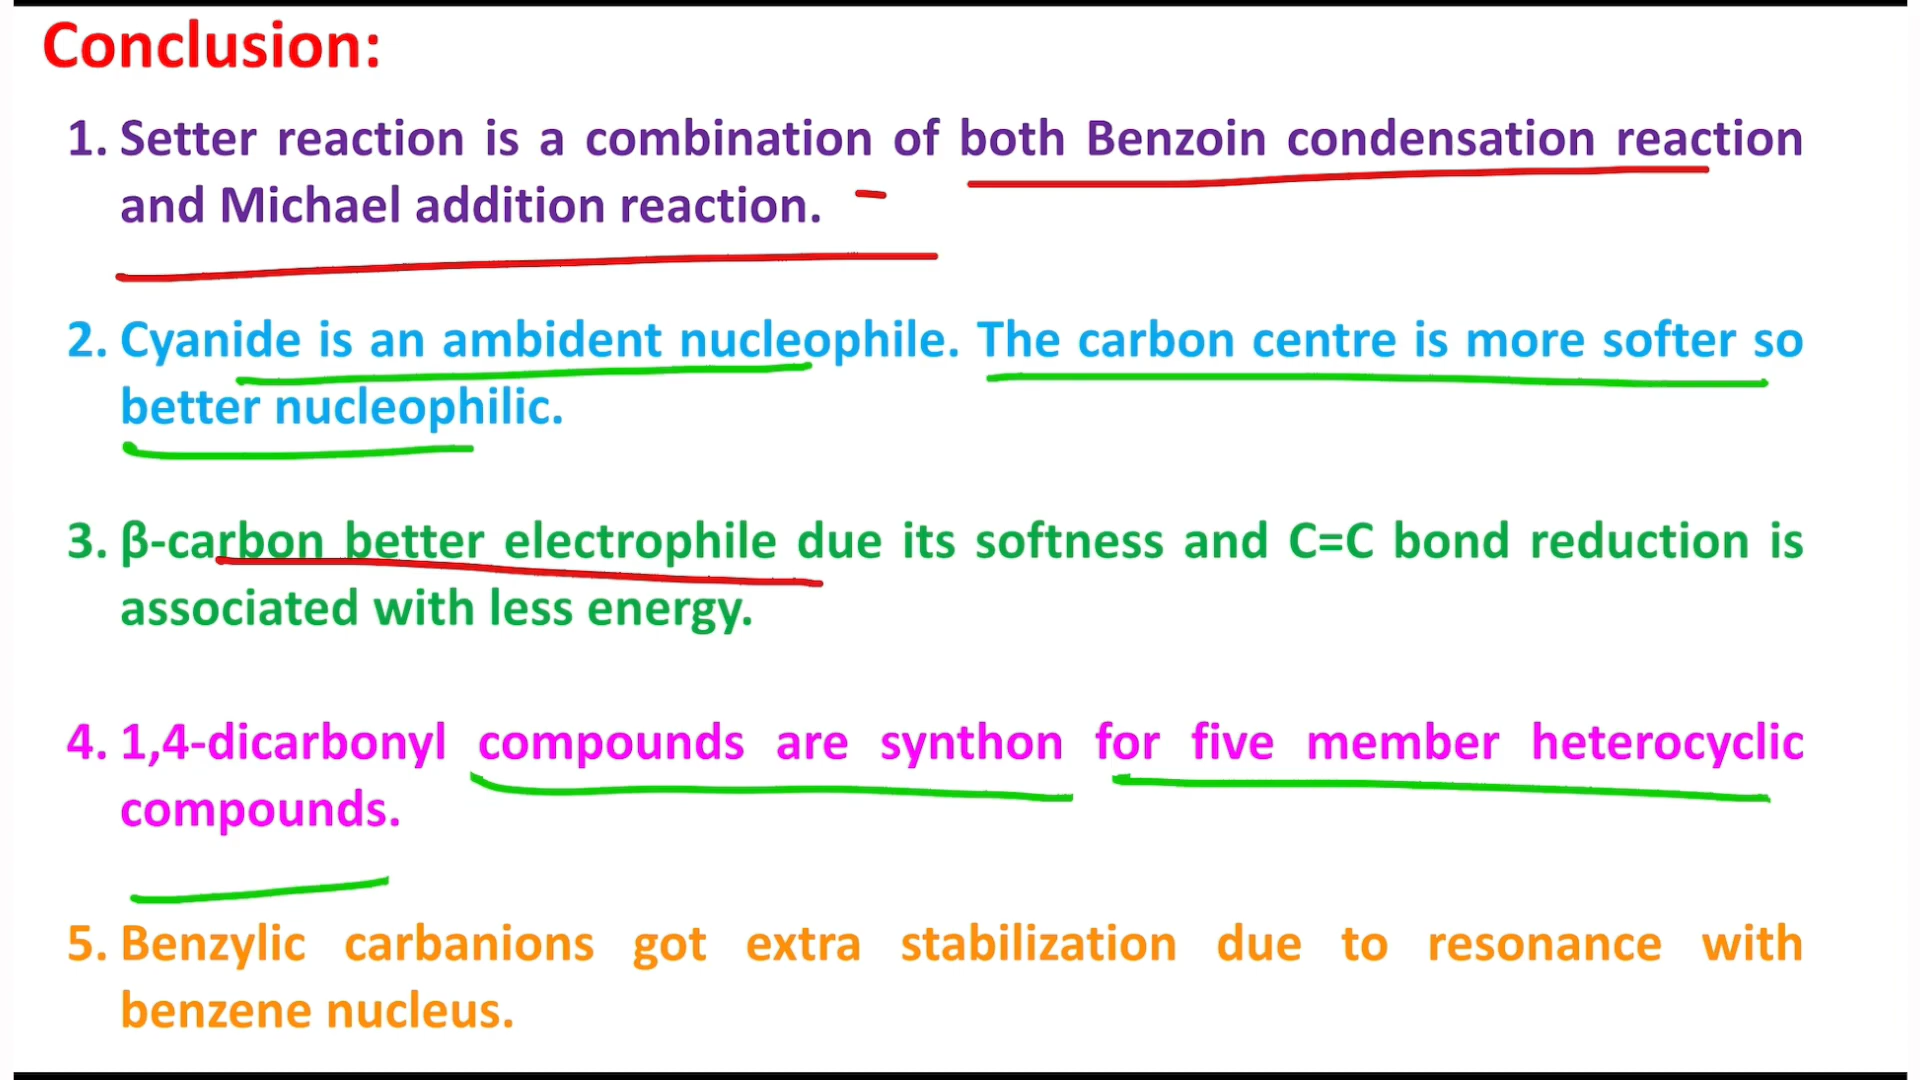 Conclusion:
1. Setter reaction is a combination of both Benzoin condensation reaction
and Michael addition reaction.
2. Cyanide is an ambident nucleophile. The carbon centre is more softer so
better nucleophilic.
3. β-carbon better electrophile due its softness and C=C bond reduction is
associated with less energy.
4. 1,4-dicarbonyl compounds are synthon for five member heterocyclic
compounds.
5. Benzylic carbanions got extra stabilization due to resonance with
benzene nucleus.